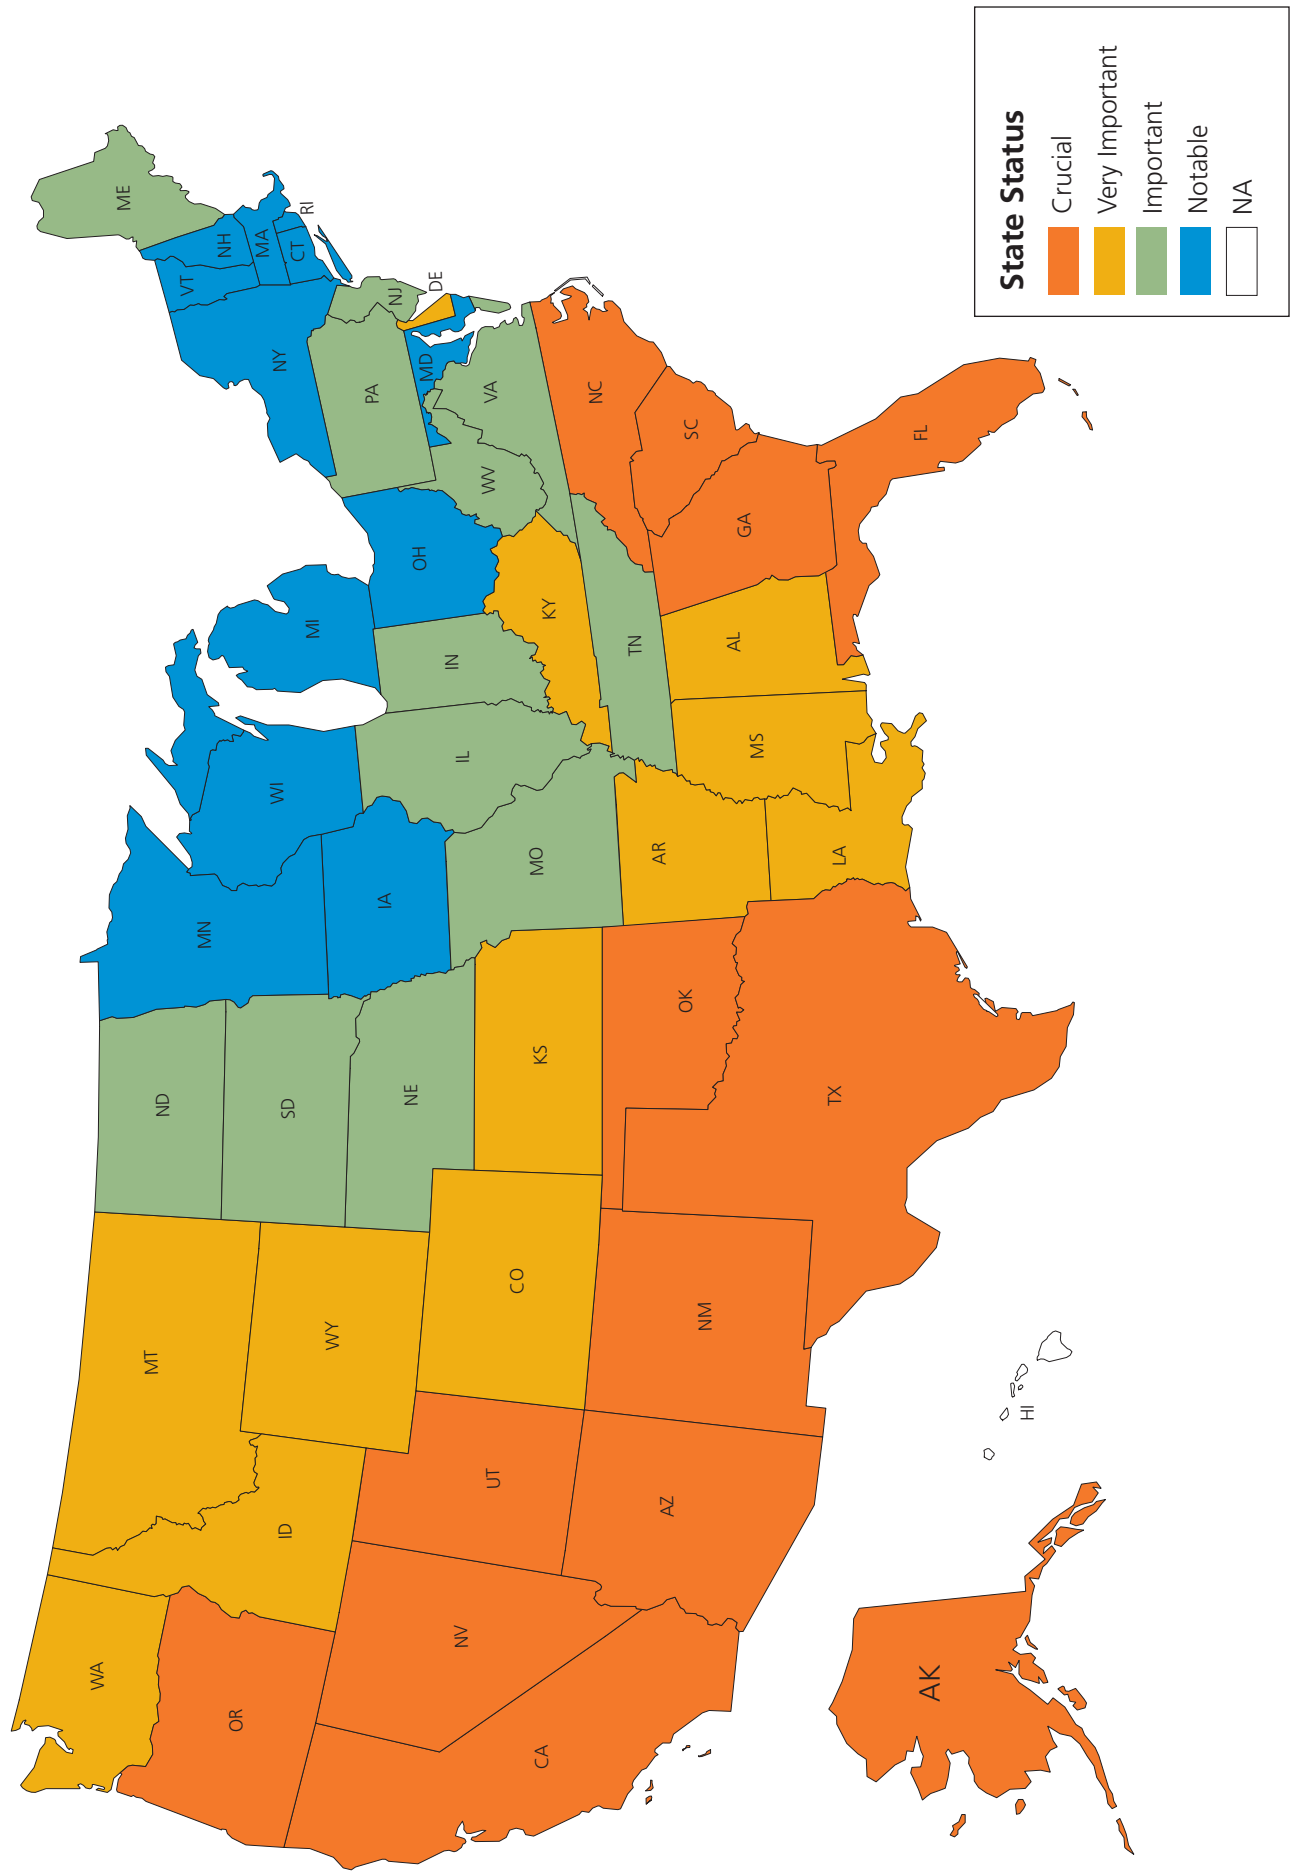 WA
OR
CA
NV
ID
MT
WY
UT
AZ
CO
NM
ND
SD
NE
KS
OK
TX
MN
IA
MO
AR
LA
WI
IL
MS
MI
IN
KY
TN
AL
OH
WV
GA
FL
SC
NC
VA
PA
MD
DE
NJ
NY
VT
NH
MA
CT
RI
ME
AK
HI
State Status
Crucial
Very Important
Important
Notable
NA